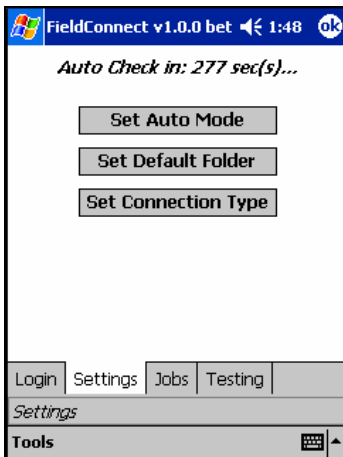 FieldConnect v1.0.0 bet 1:48 ok
Auto Check in: 277 sec(s)...
Set Auto Mode
Set Default Folder
Set Connection Type
Login Settings Jobs Testing
Settings
Tools